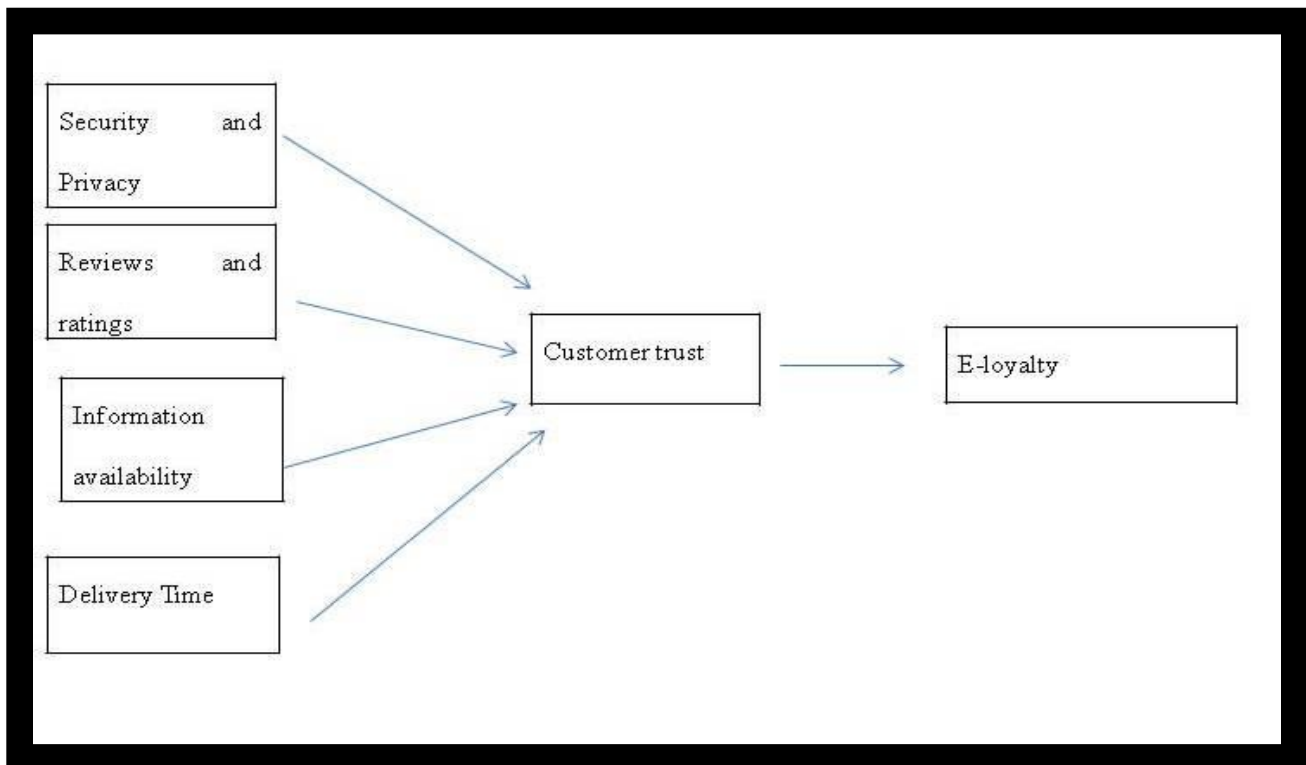 Security and
Privacy
Reviews and
ratings
Information
availability
Delivery Time
Customer trust
E-loyalty